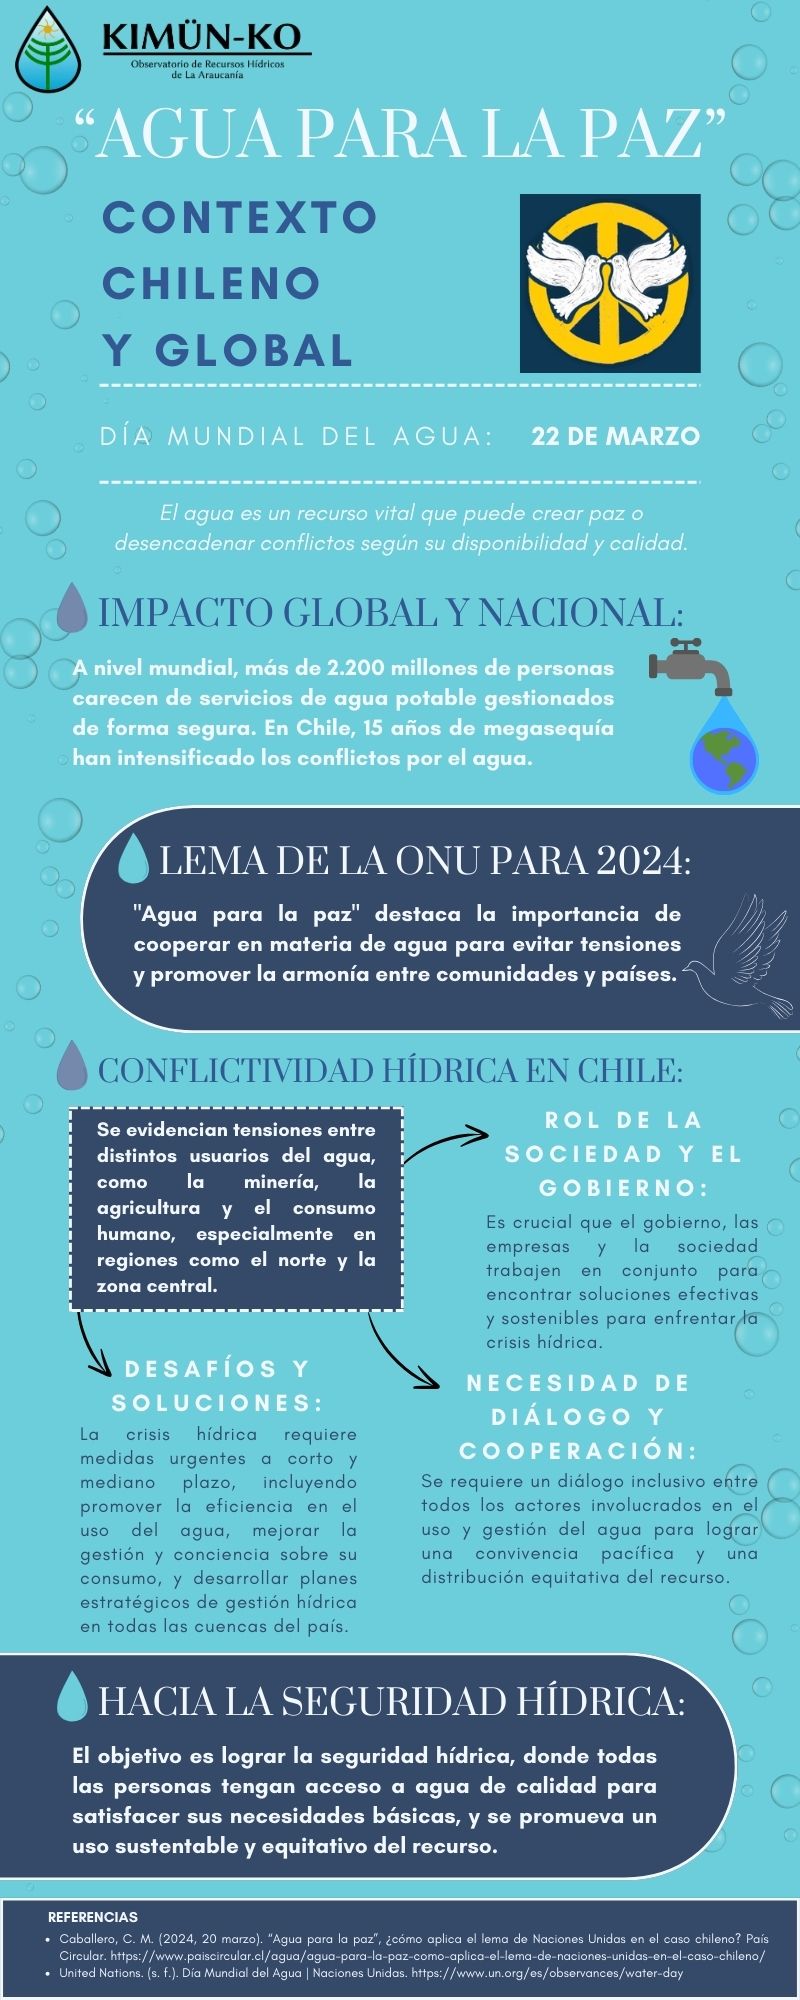 KIMÜN-KO
Observatorio de Recursos Hídricos
de La Araucanía
“AGUA PARA LA PAZ”
CONTEXTO
CHILENO
Y GLOBAL
DÍA MUNDIAL DEL AGUA: 22 DE MARZO
El agua es un recurso vital que puede crear paz o
desencadenar conflictos según su disponibilidad y calidad.
IMPACTO GLOBAL Y NACIONAL:
A nivel mundial, más de 2.200 millones de personas
carecen de servicios de agua potable gestionados
de forma segura. En Chile, 15 años de megasequía
han intensificado los conflictos por el agua.
LEMA DE LA ONU PARA 2024:
"Agua para la paz" destaca la importancia de
cooperar en materia de agua para evitar tensiones
y promover la armonía entre comunidades y países.
CONFLICTIVIDAD HÍDRICA EN CHILE:
Se evidencian tensiones entre
distintos usuarios del agua,
como la minería, la
agricultura y el consumo
humano, especialmente en
regiones como el norte y la
zona central.
ROL DE LA
SOCIEDAD Y EL
GOBIERNO:
Es crucial que el gobierno, las
empresas y la sociedad
trabajen en conjunto para
encontrar soluciones efectivas
y sostenibles para enfrentar la
crisis hídrica.
DESAFÍOS Y
SOLUCIONES:
La crisis hídrica requiere
medidas urgentes a corto y
mediano plazo, incluyendo
promover la eficiencia en el
uso del agua, mejorar la
gestión y conciencia sobre su
consumo, y desarrollar planes
estratégicos de gestión hídrica
en todas las cuencas del país.
NECESIDAD DE
DIÁLOGO Y
COOPERACIÓN:
Se requiere un diálogo inclusivo entre
todos los actores involucrados en el
uso y gestión del agua para lograr
una convivencia pacífica y una
distribución equitativa del recurso.
HACIA LA SEGURIDAD HÍDRICA:
El objetivo es lograr la seguridad hídrica, donde todas
las personas tengan acceso a agua de calidad para
satisfacer sus necesidades básicas, y se promueva un
uso sustentable y equitativo del recurso.
REFERENCIAS
• Caballero, C. M. (2024, 20 marzo). “Agua para la paz”, ¿cómo aplica el lema de Naciones Unidas en el caso chileno? País
Circular. https://www.paiscircular.cl/agua/agua-para-la-paz-como-aplica-el-lema-de-naciones-unidas-en-el-caso-chileno/
• United Nations. (s. f.). Día Mundial del Agua | Naciones Unidas. https://www.un.org/es/observances/water-day